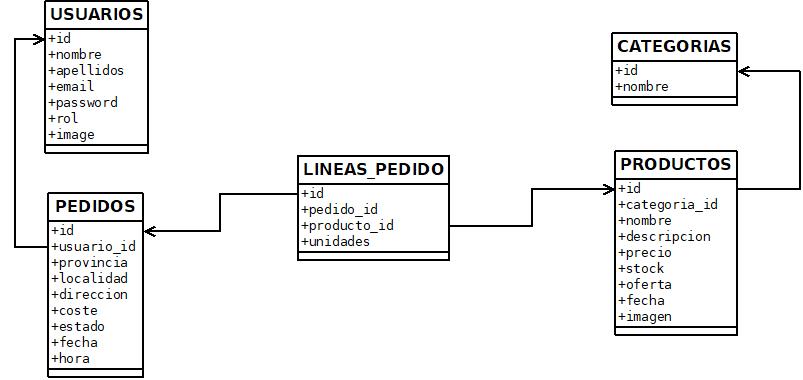 USUARIOS
+id
+nombre
+apellidos
+email
+password
+rol
+image
CATEGORIAS
+id
+nombre
LINEAS_PEDIDO
+id
+pedido_id
+producto_id
+unidades
PRODUCTOS
+id
+categoria_id
+nombre
+descripcion
+precio
+stock
+oferta
+fecha
+imagen
PEDIDOS
+id
+usuario_id
+provincia
+localidad
+direccion
+coste
+estado
+fecha
+hora